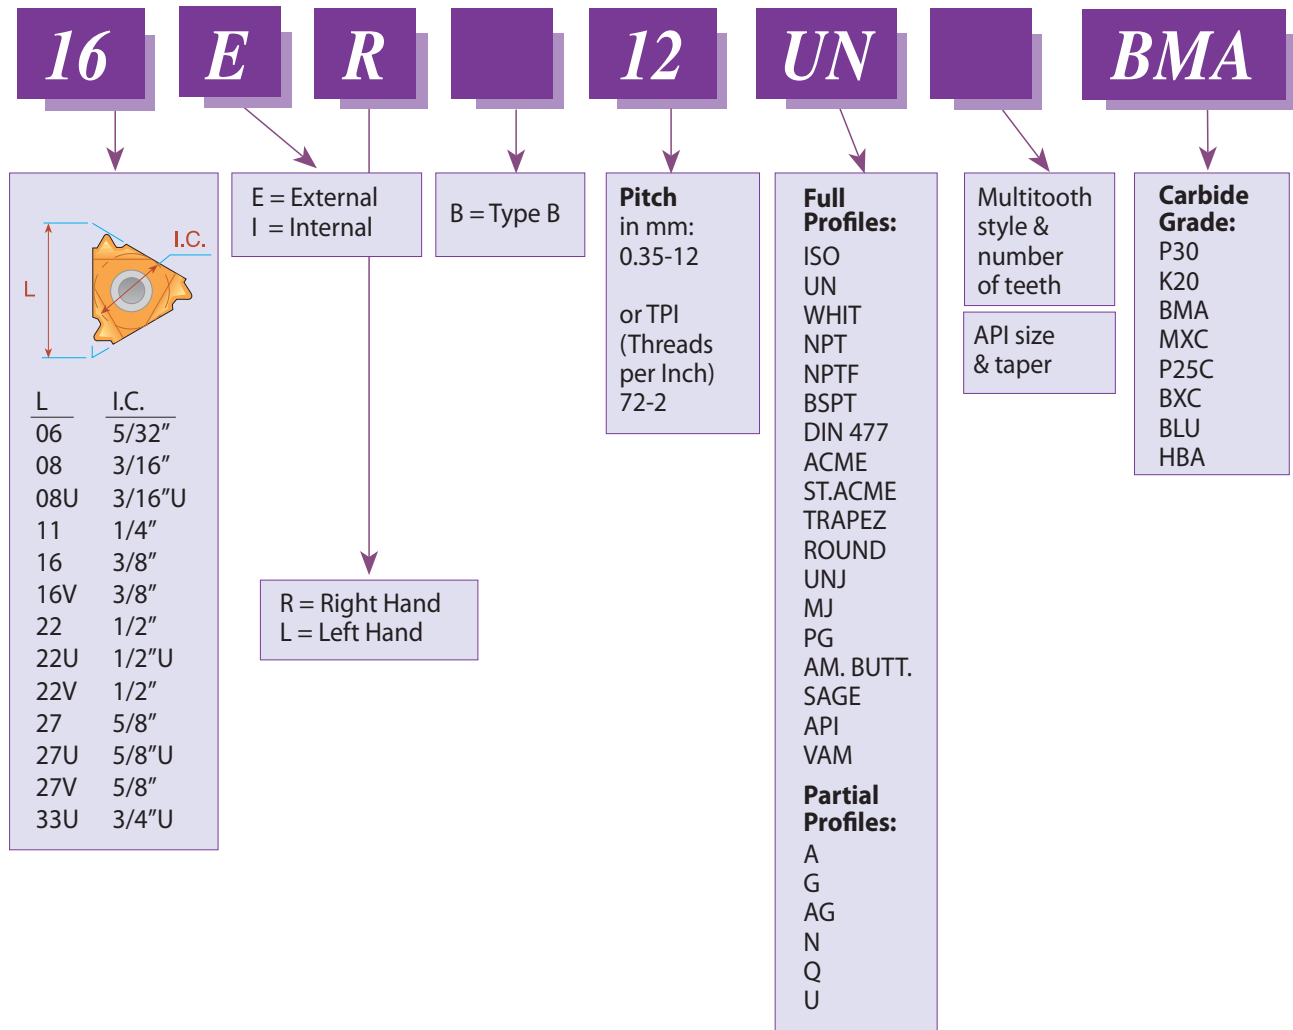 16 E R 12 UN BMA
L
I.C.
L I.C.
06 5/32”
08 3/16”
08U 3/16”U
11 1/4”
16 3/8”
16V 3/8”
22 1/2”
22U 1/2”U
22V 1/2”
27 5/8”
27U 5/8”U
27V 5/8”
33U 3/4”U
E = External
I = Internal
R = Right Hand
L = Left Hand
B = Type B
Pitch
in mm:
0.35-12
or TPI
(Threads
per Inch)
72-2
Full
Profiles:
ISO
UN
WHIT
NPT
NPTF
BSPT
DIN 477
ACME
ST.ACME
TRAPEZ
ROUND
UNJ
MJ
PG
AM. BUTT.
SAGE
API
VAM
Partial
Profiles:
A
G
AG
N
Q
U
Multitooth
style &
number
of teeth
API size
& taper
Carbide
Grade:
P30
K20
BMA
MXC
P25C
BXC
BLU
HBA